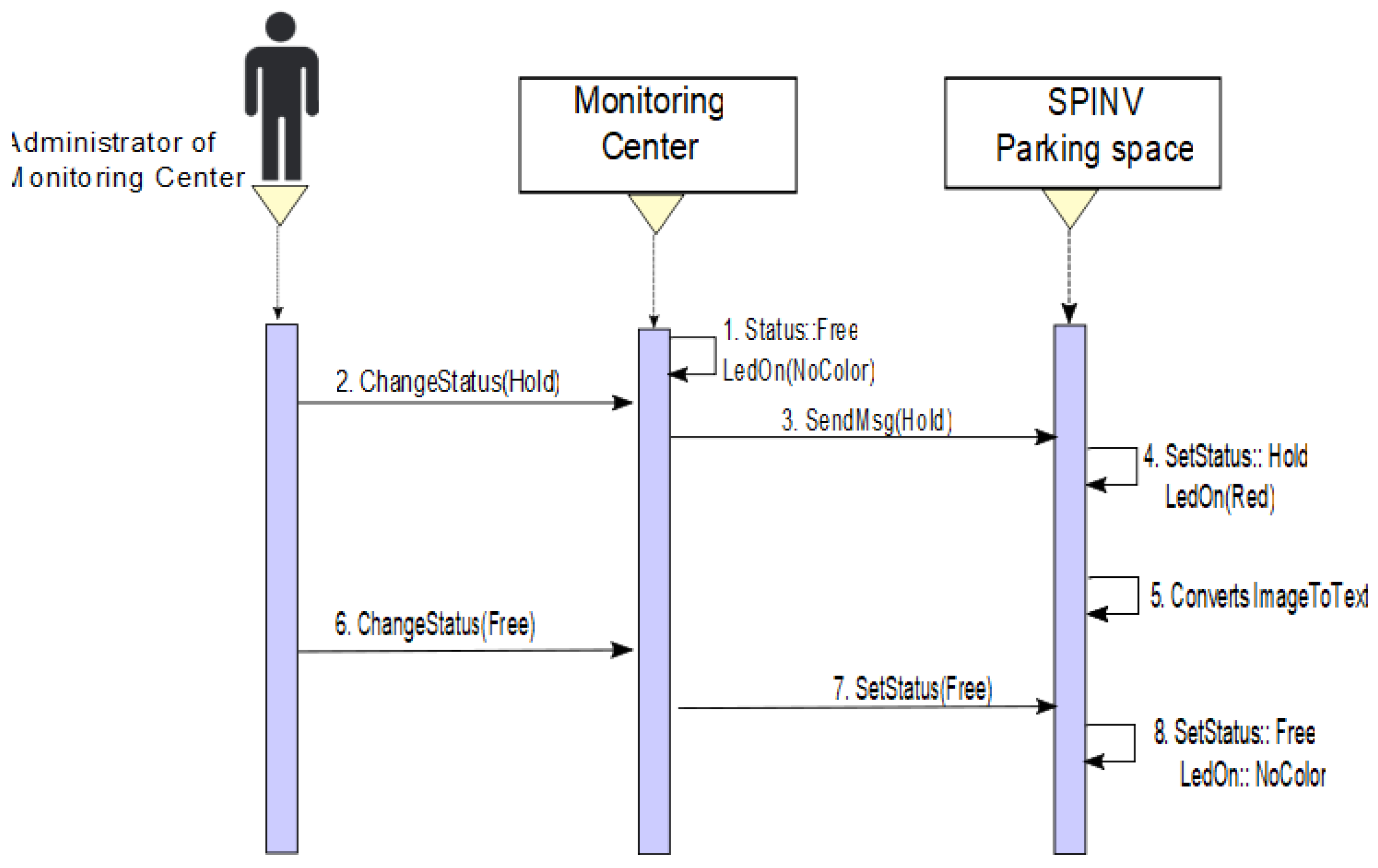 Administrator of
Monitoring Center
Monitoring
Center
SPINV
Parking space
1. Status::Free
LedOn(NoColor)
2. ChangeStatus(Hold)
3. SendMsg(Hold)
4. SetStatus:: Hold
LedOn(Red)
5. ConvertsImageToText
6. ChangeStatus(Free)
7. SetStatus(Free)
8. SetStatus:: Free
LedOn:: NoColor